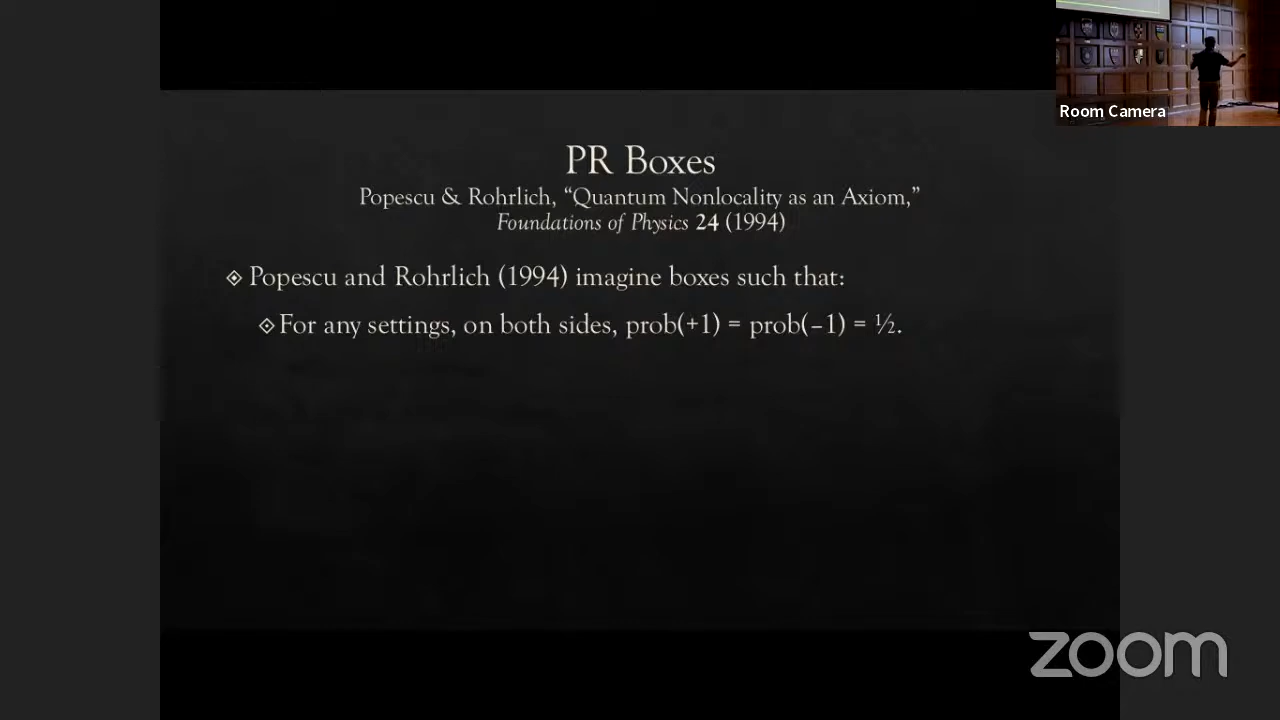 Room Camera
PR Boxes
Popescu & Rohrlich, “Quantum Nonlocality as an Axiom,”
Foundations of Physics 24 (1994)
Popescu and Rohrlich (1994) imagine boxes such that:
For any settings, on both sides, prob(+1) = prob(−1) = ½.
zoom